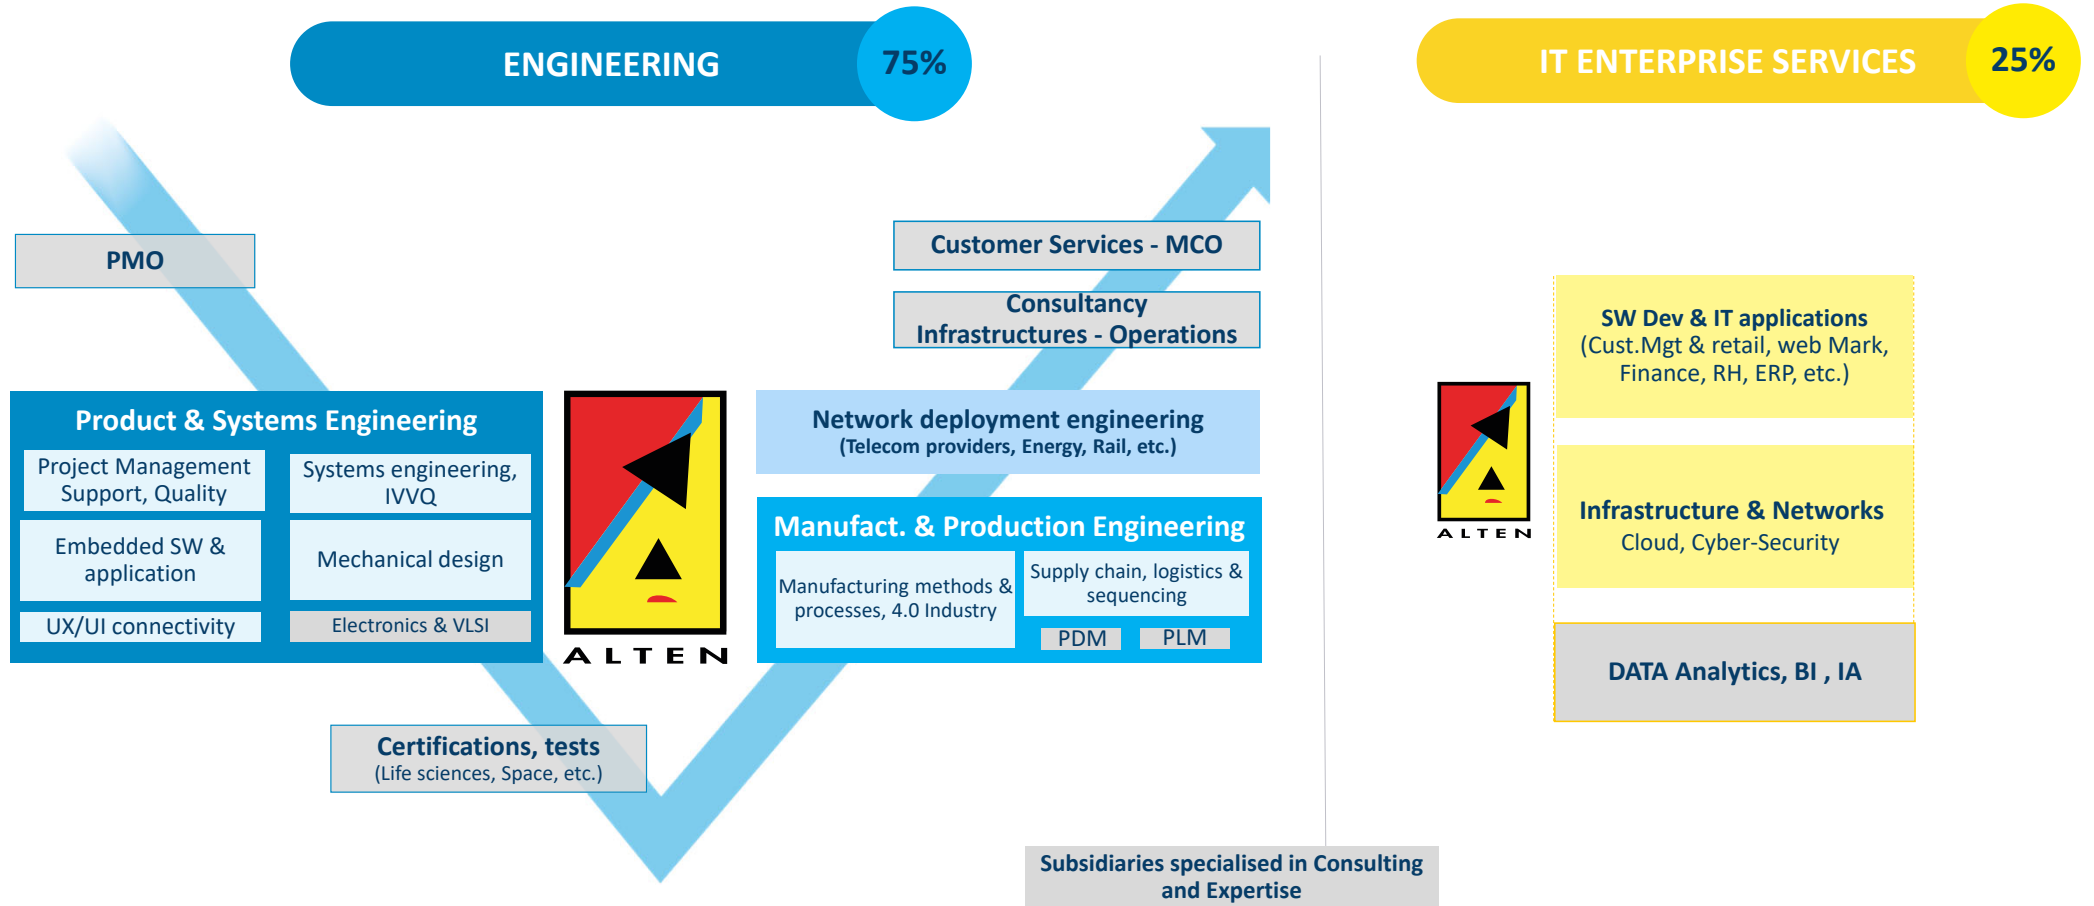 ENGINEERING
75%
IT ENTERPRISE SERVICES
25%
PMO
Customer Services - MCO
Consultancy
Infrastructures - Operations
Product & Systems Engineering
Project Management
Support, Quality
Systems engineering,
IVVQ
Embedded SW &
application
Mechanical design
UX/UI connectivity
Electronics & VLSI
ALTEN
Network deployment engineering
(Telecom providers, Energy, Rail, etc.)
Manufact. & Production Engineering
Manufacturing methods &
processes, 4.0 Industry
Supply chain, logistics &
sequencing
PDM
PLM
Certifications, tests
(Life sciences, Space, etc.)
Subsidiaries specialised in Consulting
and Expertise
ALTEN
SW Dev & IT applications
(Cust.Mgt & retail, web Mark,
Finance, RH, ERP, etc.)
Infrastructure & Networks
Cloud, Cyber-Security
DATA Analytics, BI , IA